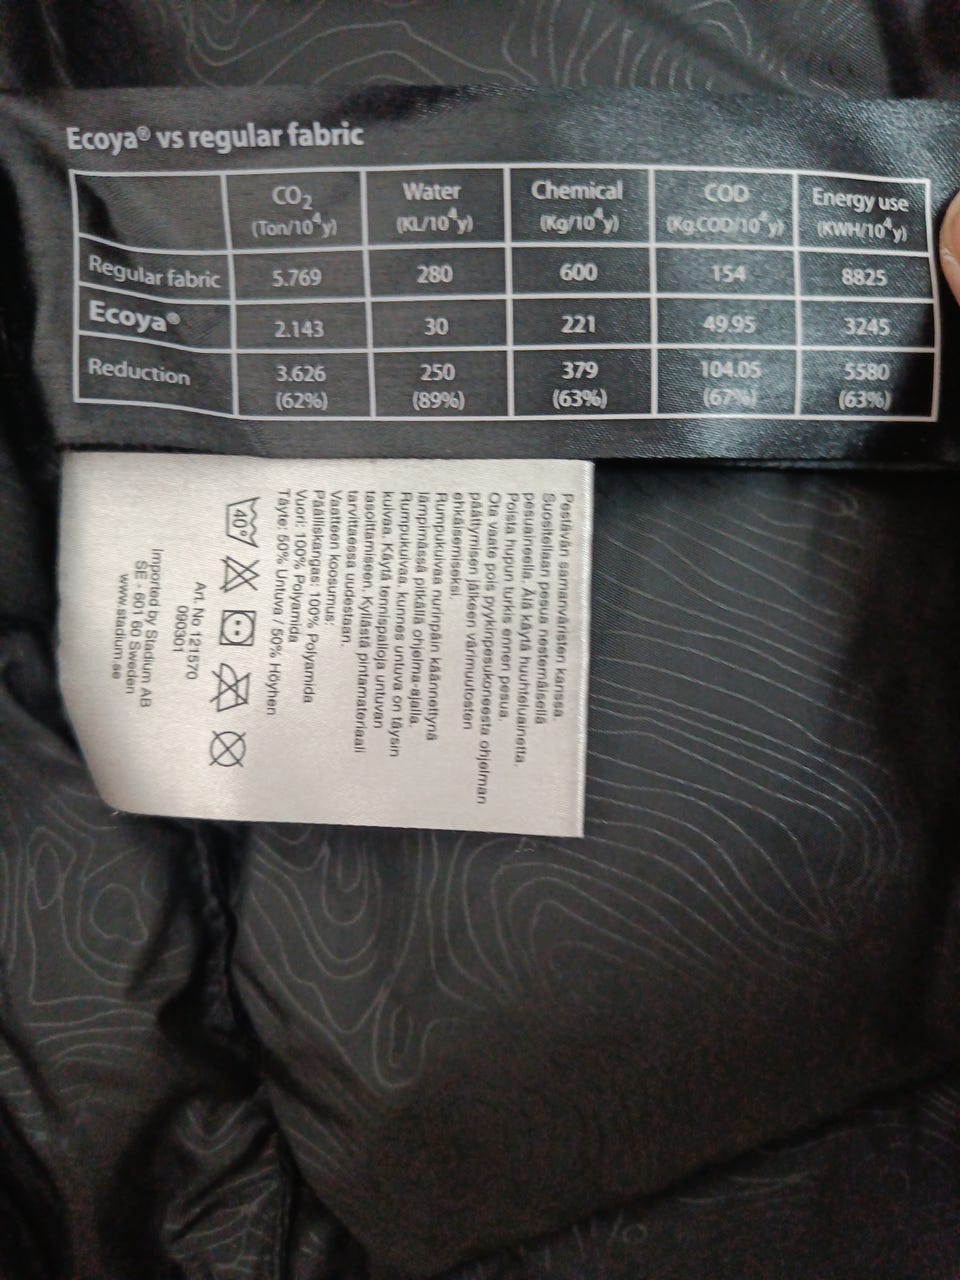 Ecoya® vs regular fabric
CO₂ Water Chemical COD Energy use
(Ton/10⁴y) (KL/10⁴y) (Kg/10⁴y) (Kg.COD/10⁴y) (KWH/10⁴y)
Regular fabric 5.769 280 600 154 8825
Ecoya® 2.143 30 221 49.95 3245
Reduction 3.626 250 379 104.05 5580
(62%) (89%) (63%) (67%) (63%)
Pestävän samanväristen kanssa.
Suositellaan pesua nestemäisellä
pesuaineella. Älä käytä huuhteluainetta.
Poista hupun turkis ennen pesua.
Ota vaate pois pyykinpesukoneesta ohjelman
päättymisen jälkeen värimuutosten
ehkäisemiseksi.
Rumpukuivaa nurinpäin käännettynä
lämpimässä pitkällä ohjelma-ajalla.
Rumpukuivaa, kunnes untuva on täysin
kuivaa. Käytä tennispalloja untuvan
tasoittamiseen. Kyllästä pintamateriaali
tarvittaessa uudestaan.
Vaatteen koosumus:
Päälliskangas: 100% Polyamida
Vuori: 100% Polyamida
Täyte: 50% Untuva / 50% Höyhen
40°
Art. No 121570
090301
Imported by Stadium AB
SE - 601 60 Sweden
www.stadium.se